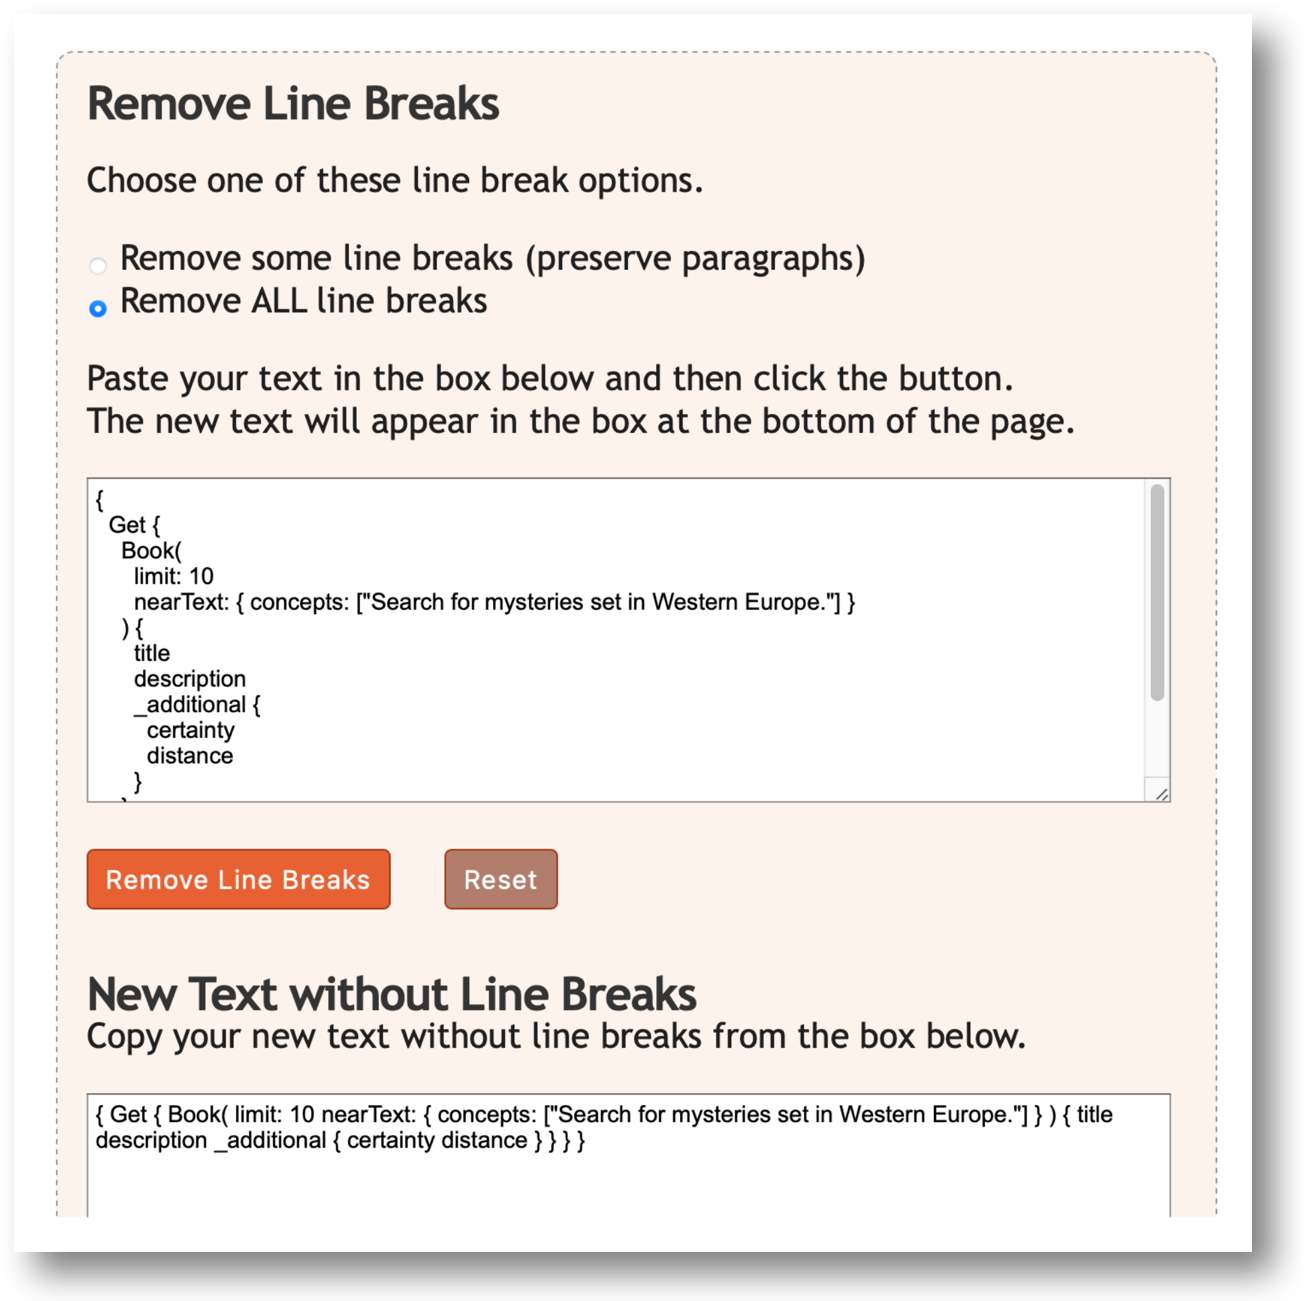 Remove Line Breaks
Choose one of these line break options.
Remove some line breaks (preserve paragraphs)
Remove ALL line breaks
Paste your text in the box below and then click the button.
The new text will appear in the box at the bottom of the page.
{
  Get {
    Book(
      limit: 10
      nearText: { concepts: ["Search for mysteries set in Western Europe."] }
    ) {
      title
      description
      _additional {
        certainty
        distance
      }
Remove Line Breaks Reset
New Text without Line Breaks
Copy your new text without line breaks from the box below.
{ Get { Book( limit: 10 nearText: { concepts: ["Search for mysteries set in Western Europe."] } ) { title
description _additional { certainty distance } } } }